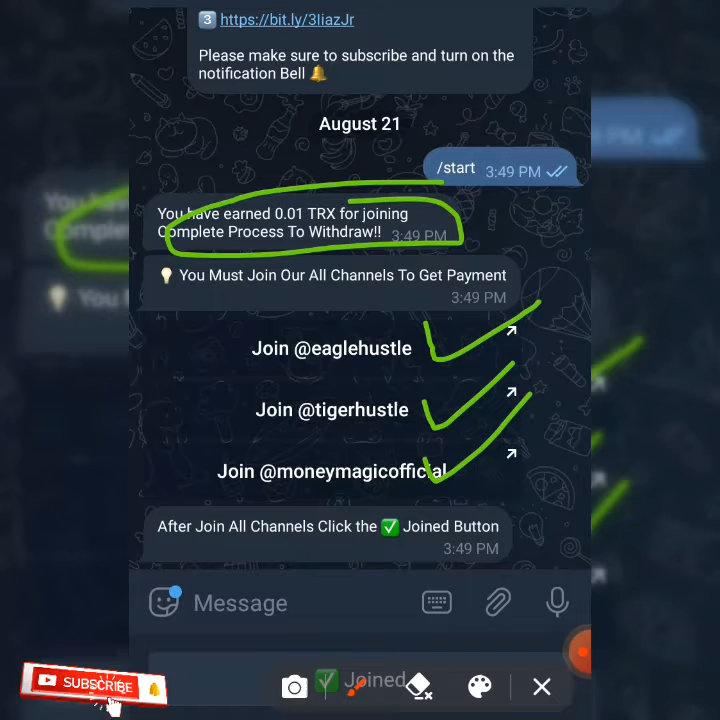 3 https://bit.ly/3liazJr
Please make sure to subscribe and turn on the
notification Bell 🔔
August 21
/start 3:49 PM
You have earned 0.01 TRX for joining
Complete Process To Withdraw!! 3:49 PM
💡 You Must Join Our All Channels To Get Payment
3:49 PM
Join @eaglehustle
Join @tigerhustle
Join @moneymagicofficial
After Join All Channels Click the ✅ Joined Button
3:49 PM
Message
✅ Joined
SUBSCRIBE